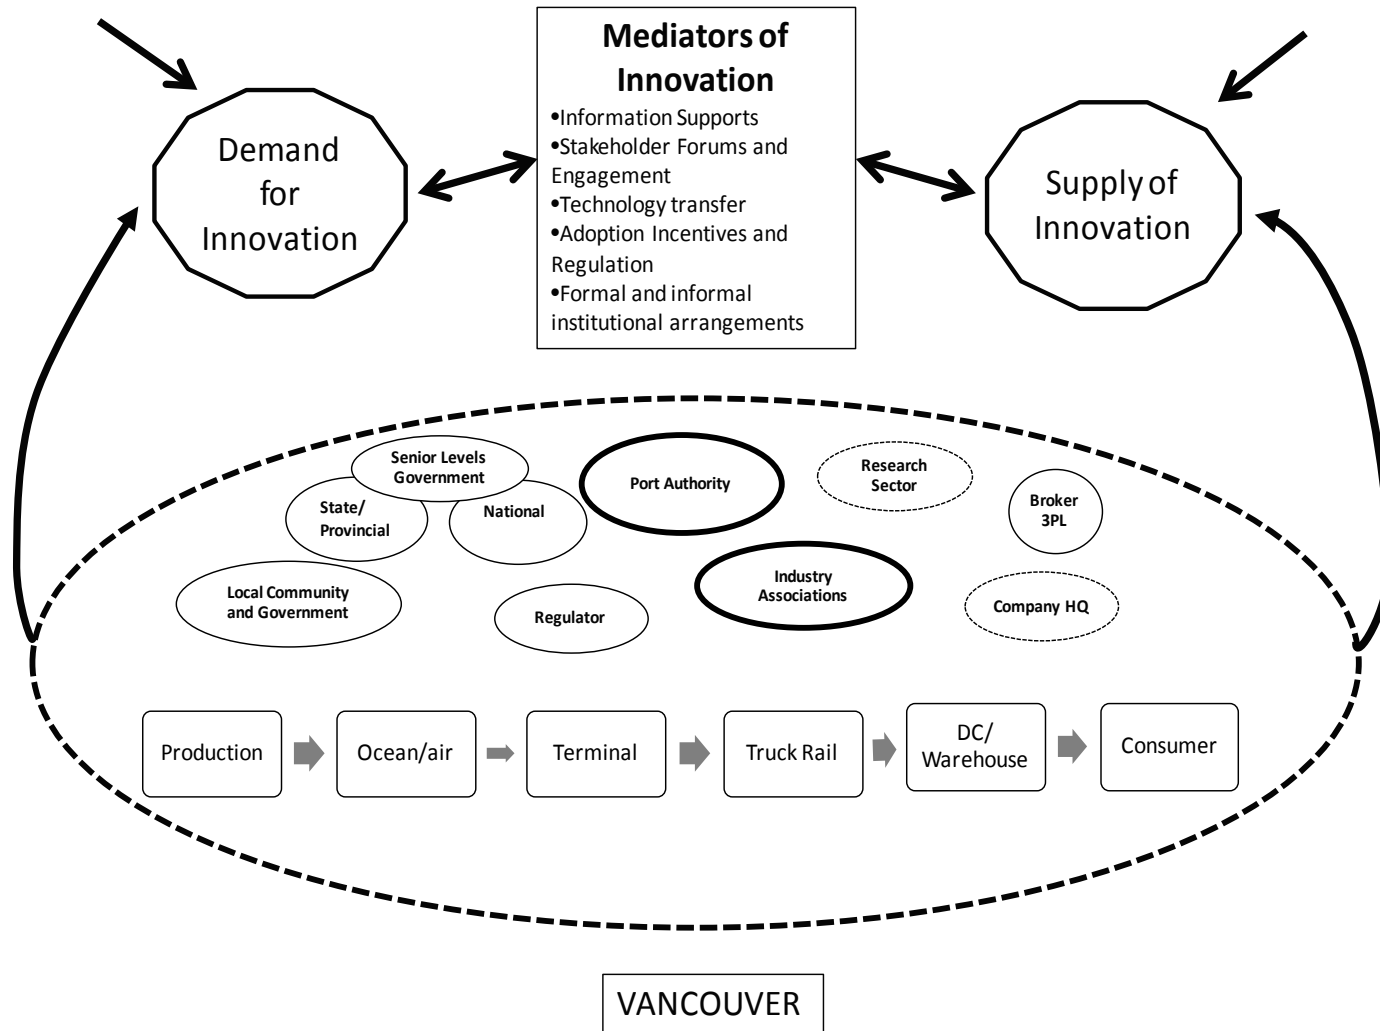 Mediators of
Innovation
•Information Supports
•Stakeholder Forums and
Engagement
•Technology transfer
•Adoption Incentives and
Regulation
•Formal and informal
institutional arrangements
Demand
for
Innovation
Supply of
Innovation
Senior Levels
Government
State/
Provincial
National
Port Authority
Research
Sector
Broker
3PL
Local Community
and Government
Regulator
Industry
Associations
Company HQ
Production
Ocean/air
Terminal
Truck Rail
DC/
Warehouse
Consumer
VANCOUVER